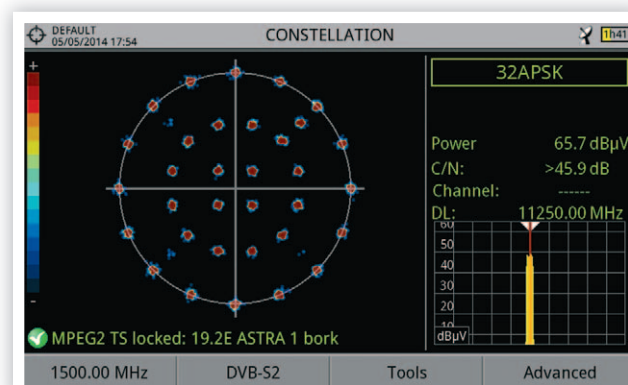 DEFAULT
05/05/2014 17:54
CONSTELLATION
1h41
+
-
32APSK
Power 65.7 dBµV
C/N: >45.9 dB
Channel: ------
DL: 11250.00 MHz
60
50
40
30
20
10
dBµV
MPEG2 TS locked: 19.2E ASTRA 1 bork
1500.00 MHz DVB-S2 Tools Advanced